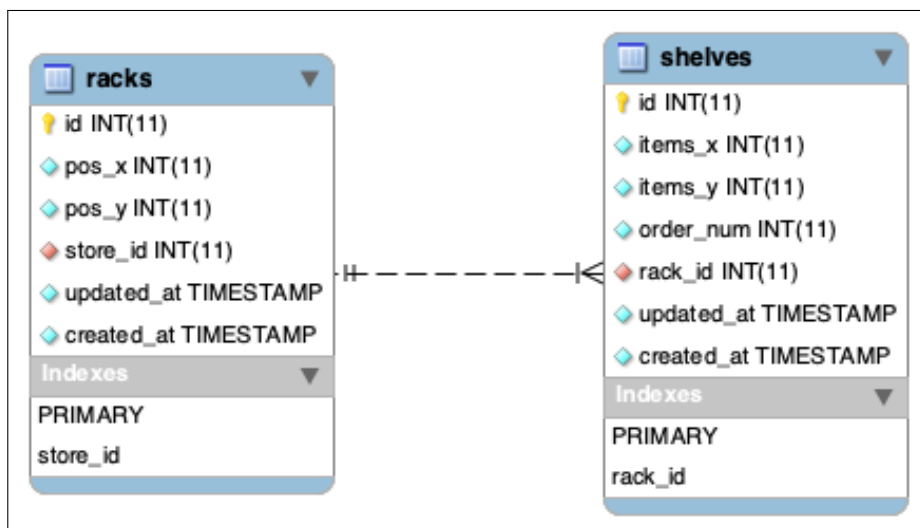 racks
id INT(11)
pos_x INT(11)
pos_y INT(11)
store_id INT(11)
updated_at TIMESTAMP
created_at TIMESTAMP
Indexes
PRIMARY
store_id
shelves
id INT(11)
items_x INT(11)
items_y INT(11)
order_num INT(11)
rack_id INT(11)
updated_at TIMESTAMP
created_at TIMESTAMP
Indexes
PRIMARY
rack_id